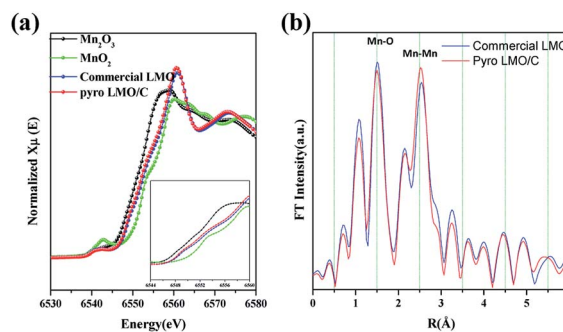 (a)
Mn₂O₃
MnO₂
Commercial LMO
pyro LMO/C
Normalized Xμ (E)
6544 6548 6552 6556 6560
6530 6540 6550 6560 6570 6580
Energy(eV)
(b)
Mn-O
Mn-Mn
Commercial LMO
Pyro LMO/C
FT Intensity(a.u.)
0 1 2 3 4 5
R(Å)